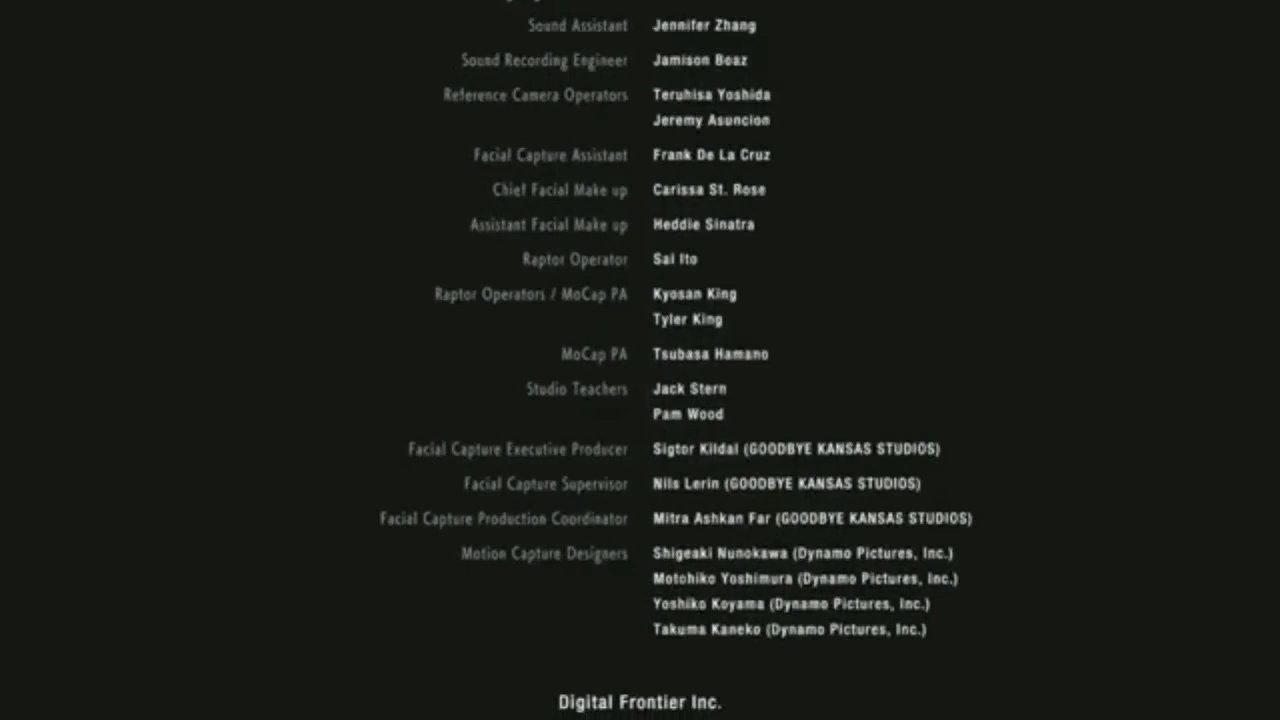 Sound Assistant Jennifer Zhang
Sound Recording Engineer Jamison Boaz
Reference Camera Operators Teruhisa Yoshida
Jeremy Asuncion
Facial Capture Assistant Frank De La Cruz
Chief Facial Make up Carissa St. Rose
Assistant Facial Make up Heddie Sinatra
Raptor Operator Sai Ito
Raptor Operators / MoCap PA Kyosan King
Tyler King
MoCap PA Tsubasa Hamano
Studio Teachers Jack Stern
Pam Wood
Facial Capture Executive Producer Sigtor Kildal (GOODBYE KANSAS STUDIOS)
Facial Capture Supervisor Nils Lerin (GOODBYE KANSAS STUDIOS)
Facial Capture Production Coordinator Mitra Ashkan Far (GOODBYE KANSAS STUDIOS)
Motion Capture Designers Shigeaki Nunokawa (Dynamo Pictures, Inc.)
Motohiko Yoshimura (Dynamo Pictures, Inc.)
Yoshiko Koyama (Dynamo Pictures, Inc.)
Takuma Kaneko (Dynamo Pictures, Inc.)
Digital Frontier Inc.